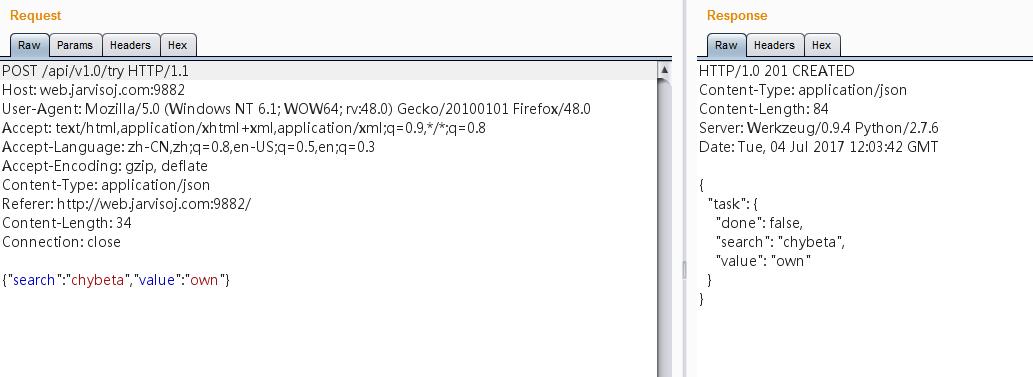 Request
Raw Params Headers Hex
POST /api/v1.0/try HTTP/1.1
Host: web.jarvisoj.com:9882
User-Agent: Mozilla/5.0 (Windows NT 6.1; WOW64; rv:48.0) Gecko/20100101 Firefox/48.0
Accept: text/html,application/xhtml+xml,application/xml;q=0.9,*/*;q=0.8
Accept-Language: zh-CN,zh;q=0.8,en-US;q=0.5,en;q=0.3
Accept-Encoding: gzip, deflate
Content-Type: application/json
Referer: http://web.jarvisoj.com:9882/
Content-Length: 34
Connection: close
{"search":"chybeta","value":"own"}
Response
Raw Headers Hex
HTTP/1.0 201 CREATED
Content-Type: application/json
Content-Length: 84
Server: Werkzeug/0.9.4 Python/2.7.6
Date: Tue, 04 Jul 2017 12:03:42 GMT
{
"task": {
"done": false,
"search": "chybeta",
"value": "own"
}
}